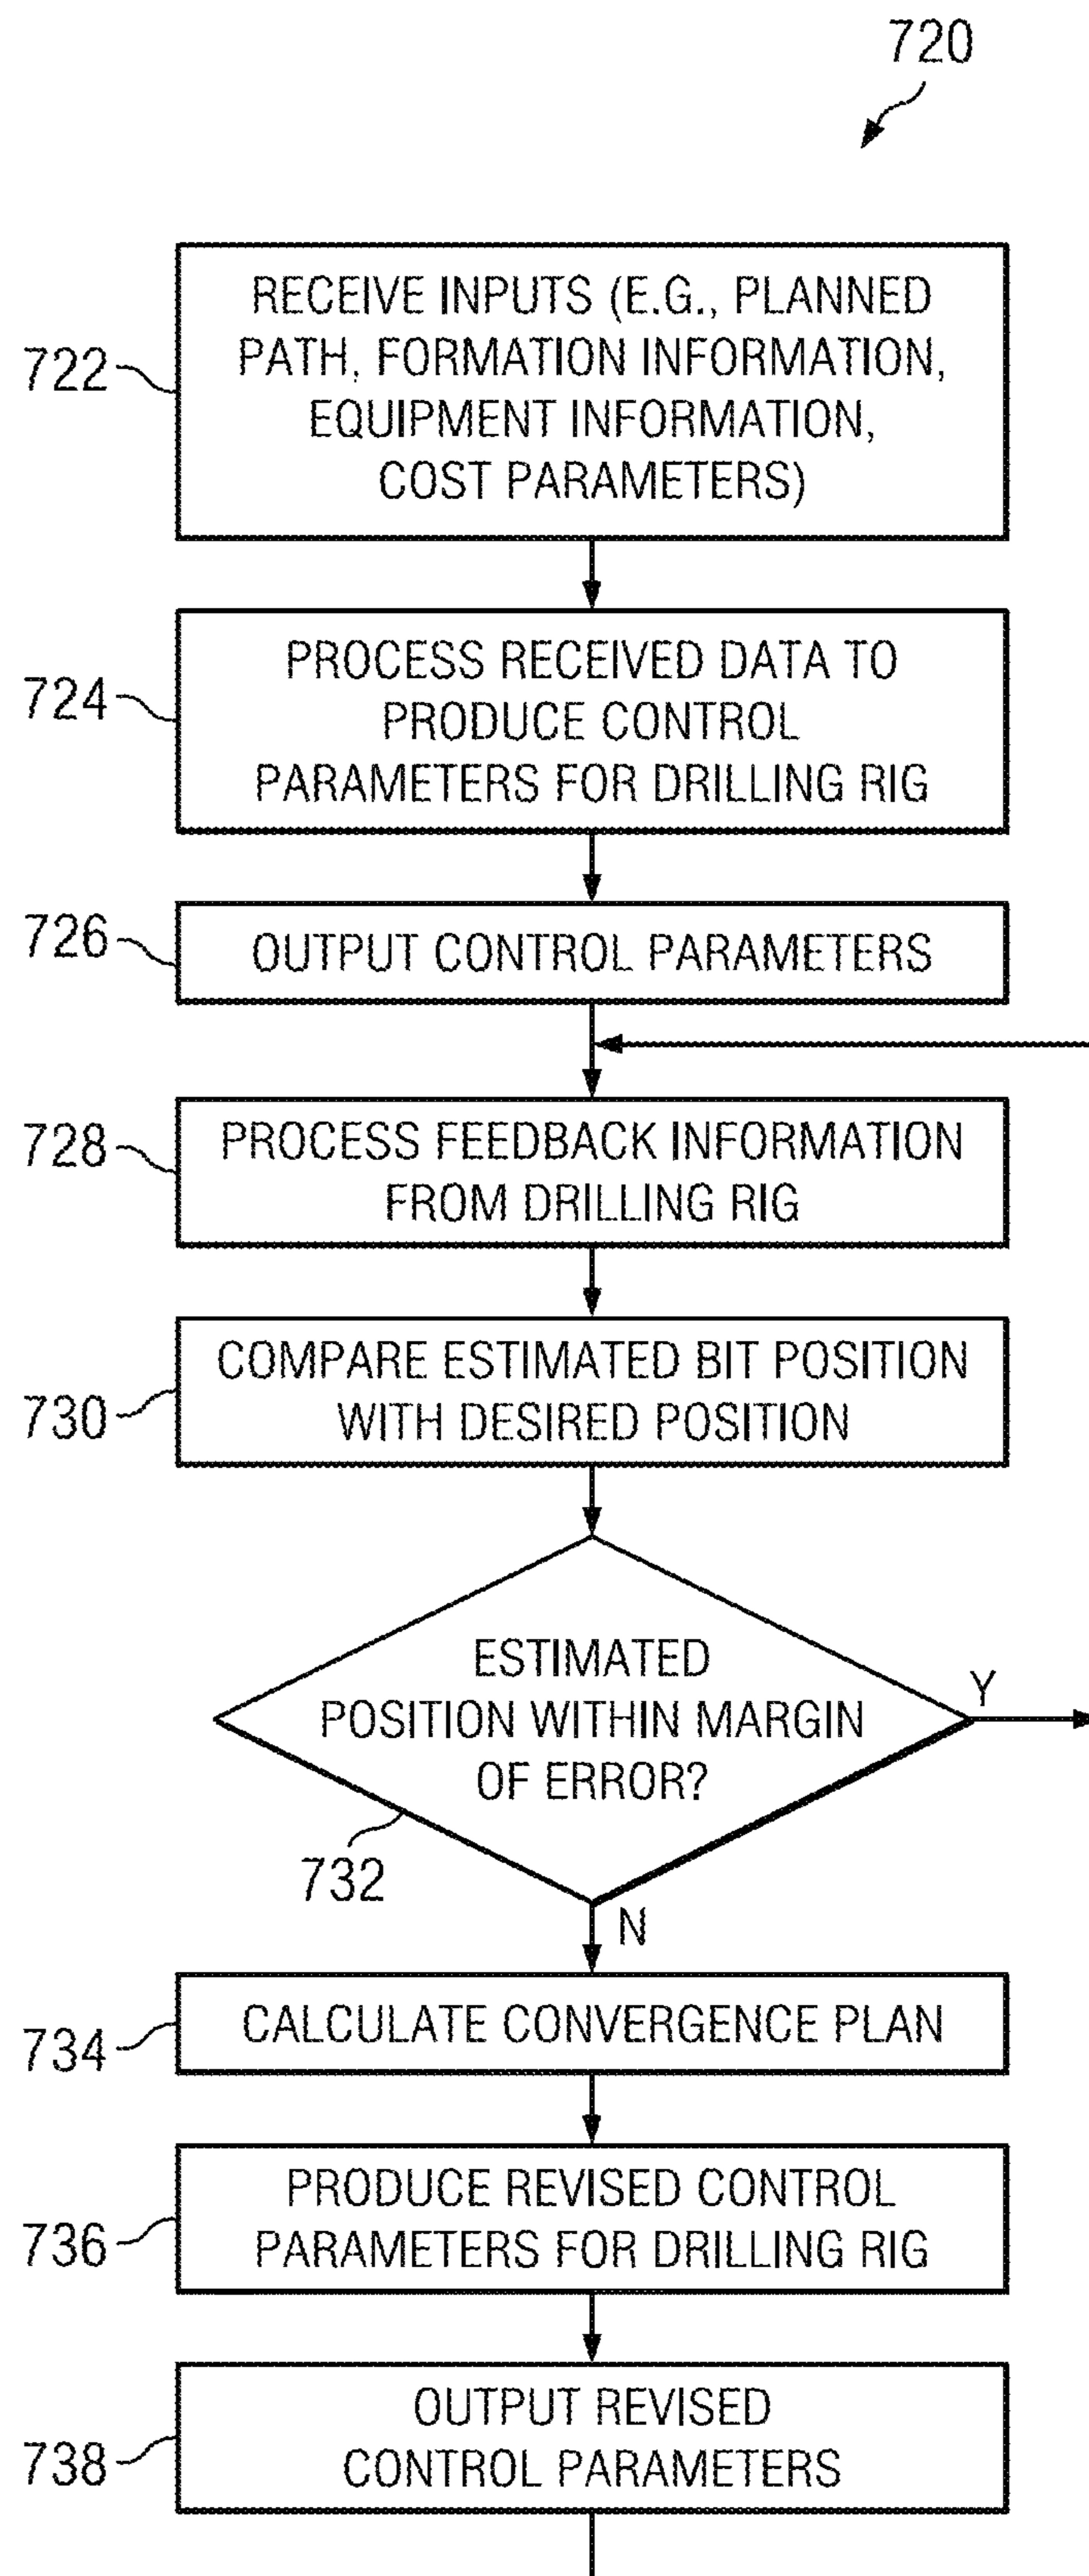 720
722
RECEIVE INPUTS (E.G., PLANNED
PATH, FORMATION INFORMATION,
EQUIPMENT INFORMATION,
COST PARAMETERS)
724
PROCESS RECEIVED DATA TO
PRODUCE CONTROL
PARAMETERS FOR DRILLING RIG
726
OUTPUT CONTROL PARAMETERS
728
PROCESS FEEDBACK INFORMATION
FROM DRILLING RIG
730
COMPARE ESTIMATED BIT POSITION
WITH DESIRED POSITION
ESTIMATED
POSITION WITHIN MARGIN
OF ERROR?
Y
732
N
734
CALCULATE CONVERGENCE PLAN
736
PRODUCE REVISED CONTROL
PARAMETERS FOR DRILLING RIG
738
OUTPUT REVISED
CONTROL PARAMETERS